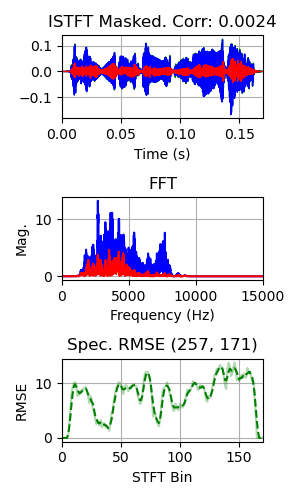 ISTFT Masked. Corr: 0.0024
0.1
0.0
−0.1
0.00 0.05 0.10 0.15
Time (s)
FFT
Mag.
10
0
0 5000 10000 15000
Frequency (Hz)
Spec. RMSE (257, 171)
RMSE
10
0
0 50 100 150
STFT Bin